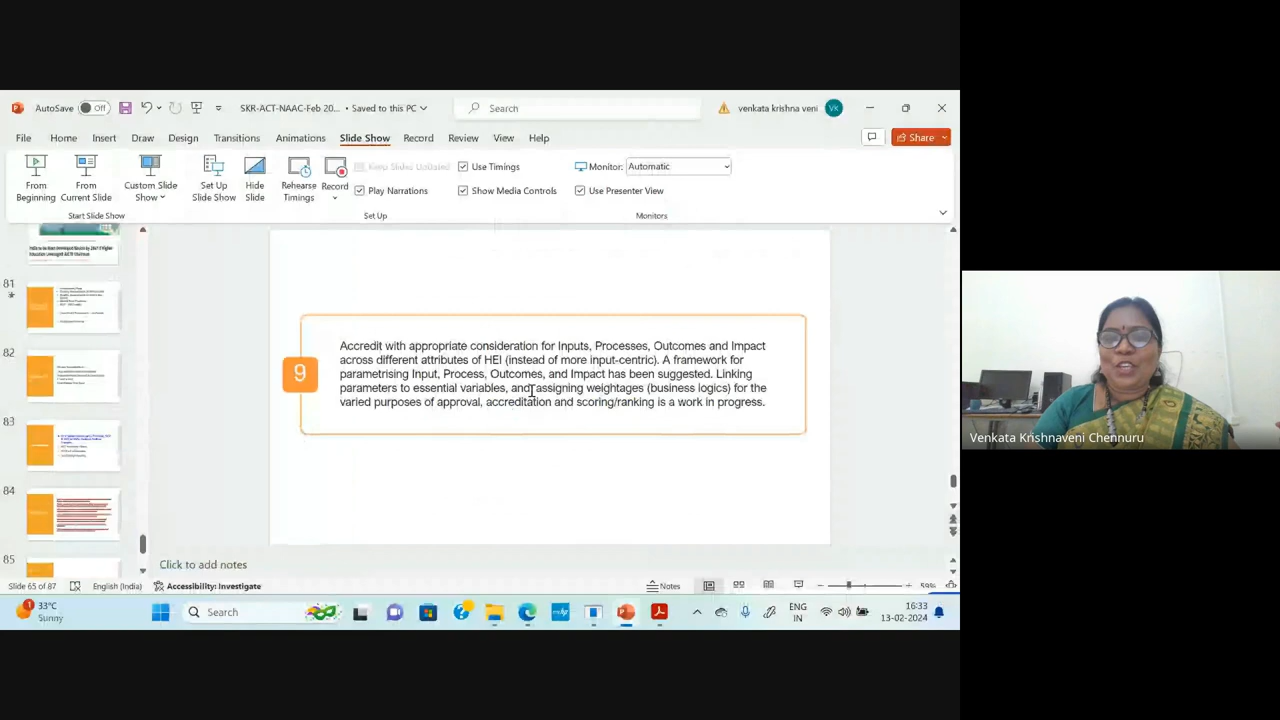 AutoSave Off SKR-ACT-NAAC-Feb 20... • Saved to this PC Search venkata krishna veni VK
File Home Insert Draw Design Transitions Animations Slide Show Record Review View Help Share
From Beginning
From Current Slide
Custom Slide Show
Set Up Slide Show
Hide Slide
Rehearse Timings
Record
Keep Slides Updated
Use Timings
Play Narrations
Show Media Controls
Monitor: Automatic
Use Presenter View
Start Slide Show
Set Up
Monitors
81
82
83
84
85
9
Accredit with appropriate consideration for Inputs, Processes, Outcomes and Impact
across different attributes of HEI (instead of more input-centric). A framework for
parametrising Input, Process, Outcomes, and Impact has been suggested. Linking
parameters to essential variables, and assigning weightages (business logics) for the
varied purposes of approval, accreditation and scoring/ranking is a work in progress.
Venkata Krishnaveni Chennuru
Click to add notes
Slide 65 of 87 English (India) Accessibility: Investigate Notes 59%
1
33°C
Sunny
Search
ENG
IN
16:33
13-02-2024